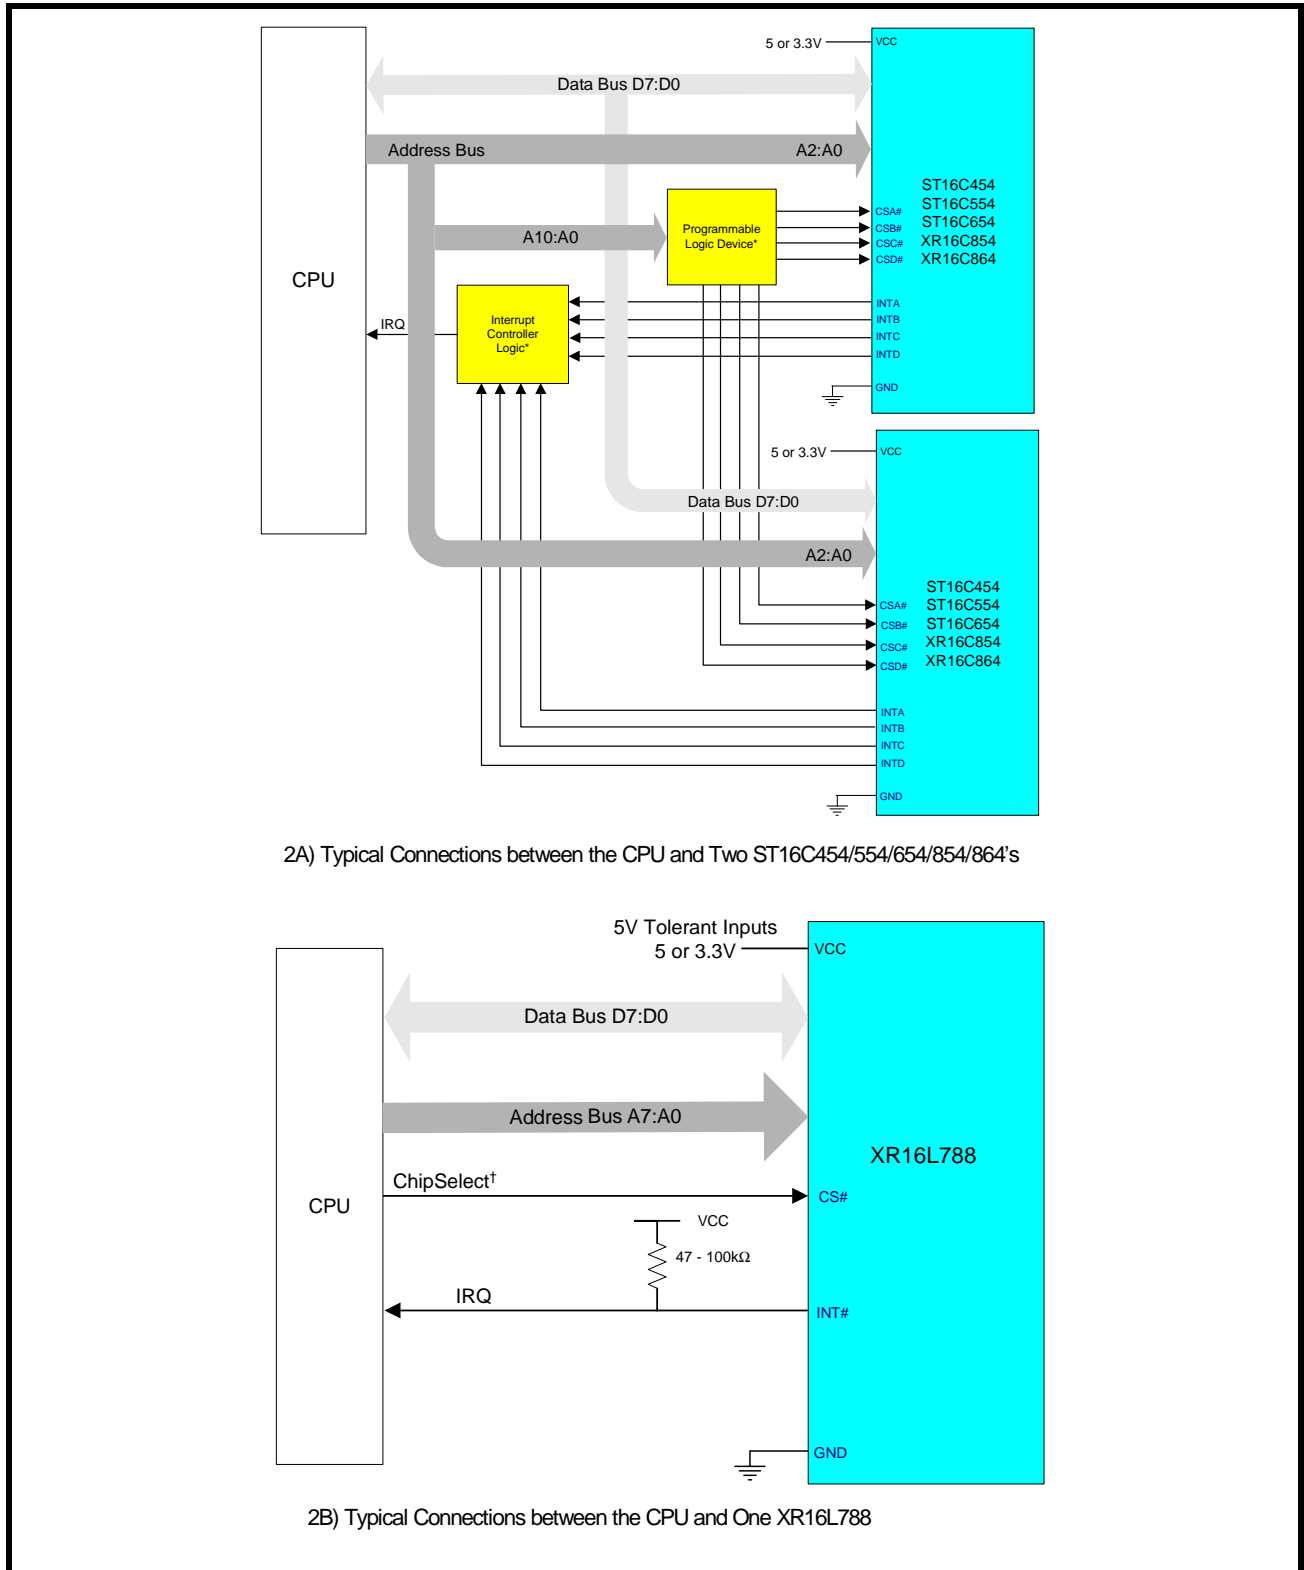 5 or 3.3V
VCC
Data Bus D7:D0
Address Bus
A2:A0
ST16C454
ST16C554
ST16C654
XR16C854
XR16C864
CSA#
CSB#
CSC#
CSD#
Programmable
Logic Device*
A10:A0
CPU
IRQ
Interrupt
Controller
Logic*
INTA
INTB
INTC
INTD
GND
5 or 3.3V
VCC
Data Bus D7:D0
A2:A0
ST16C454
ST16C554
ST16C654
XR16C854
XR16C864
CSA#
CSB#
CSC#
CSD#
INTA
INTB
INTC
INTD
GND
2A) Typical Connections between the CPU and Two ST16C454/554/654/854/864's
5V Tolerant Inputs
5 or 3.3V
VCC
Data Bus D7:D0
Address Bus A7:A0
XR16L788
ChipSelect†
CS#
CPU
VCC
47 - 100kΩ
IRQ
INT#
GND
2B) Typical Connections between the CPU and One XR16L788